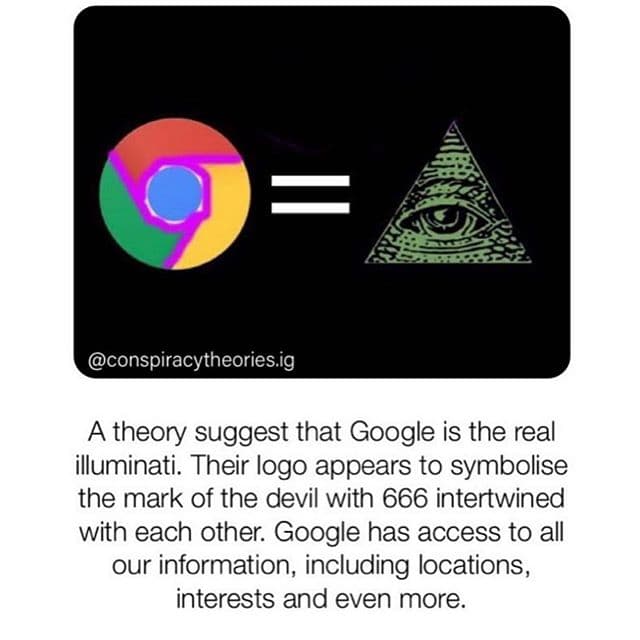 @conspiracytheories.ig
A theory suggest that Google is the real
illuminati. Their logo appears to symbolise
the mark of the devil with 666 intertwined
with each other. Google has access to all
our information, including locations,
interests and even more.